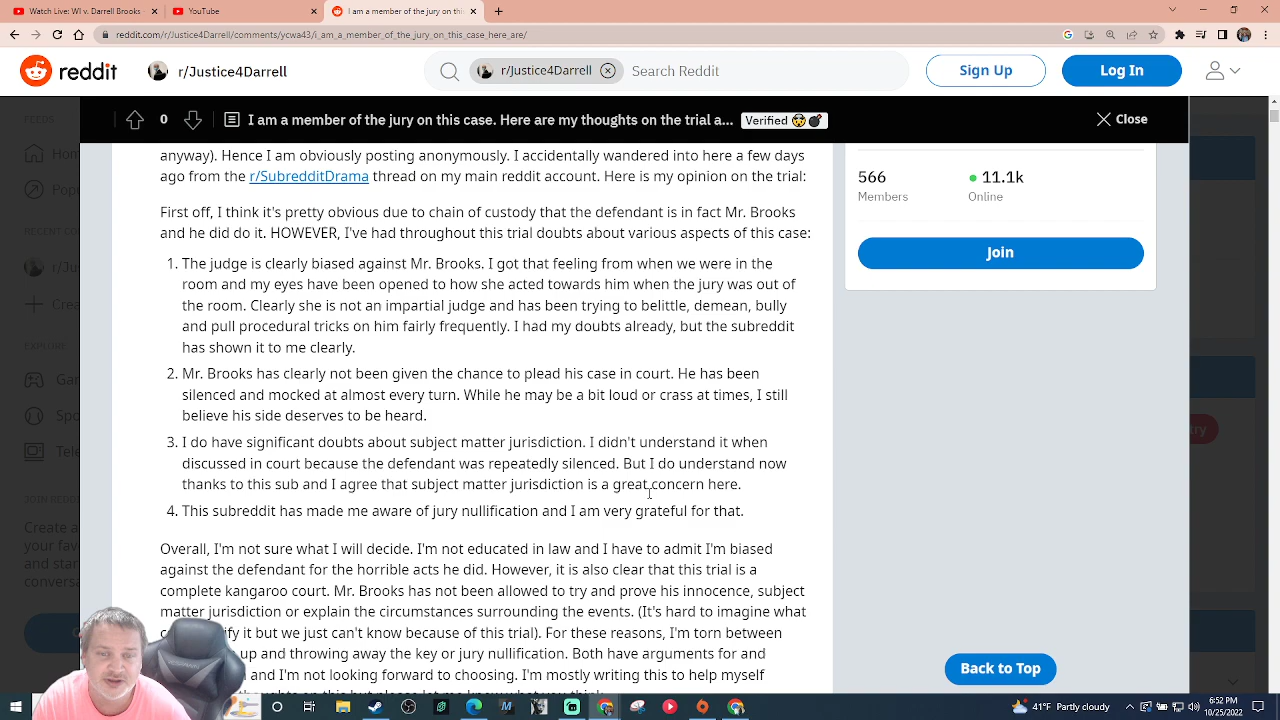 Watch Live: WI v. Darrell Brooks
YouTube
I am a member of the jury on this
reddit.com/r/Justice4Darrell/comments/ycwa43/i_am_a_member_of_the_jury_on_this_case_here_are/
reddit
r/Justice4Darrell
r/Justice4Darrell
Search Reddit
Sign Up
Log In
FEEDS
0
I am a member of the jury on this case. Here are my thoughts on the trial a...
Verified
Close
anyway). Hence I am obviously posting anonymously. I accidentally wandered into here a few days
ago from the r/SubredditDrama thread on my main reddit account. Here is my opinion on the trial:
First off, I think it's pretty obvious due to chain of custody that the defendant is in fact Mr. Brooks
and he did do it. HOWEVER, I've had throughout this trial doubts about various aspects of this case:
1. The judge is clearly biased against Mr. Brooks. I got that feeling from when we were in the
room and my eyes have been opened to how she acted towards him when the jury was out of
the room. Clearly she is not an impartial judge and has been trying to belittle, demean, bully
and pull procedural tricks on him fairly frequently. I had my doubts already, but the subreddit
has shown it to me clearly.
2. Mr. Brooks has clearly not been given the chance to plead his case in court. He has been
silenced and mocked at almost every turn. While he may be a bit loud or crass at times, I still
believe his side deserves to be heard.
3. I do have significant doubts about subject matter jurisdiction. I didn't understand it when
discussed in court because the defendant was repeatedly silenced. But I do understand now
thanks to this sub and I agree that subject matter jurisdiction is a great concern here.
4. This subreddit has made me aware of jury nullification and I am very grateful for that.
Overall, I'm not sure what I will decide. I'm not educated in law and I have to admit I'm biased
against the defendant for the horrible acts he did. However, it is also clear that this trial is a
complete kangaroo court. Mr. Brooks has not been allowed to try and prove his innocence, subject
matter jurisdiction or explain the circumstances surrounding the events. (It's hard to imagine what
it but we just can't know because of this trial). For these reasons, I'm torn between
up and throwing away the key or jury nullification. Both have arguments for and
and I'm not looking forward to choosing. I'm mostly writing this to help myself
566
Members
11.1k
Online
Join
Back to Top
EXPLORE
41°F Partly cloudy
6:52 PM
10/25/2022